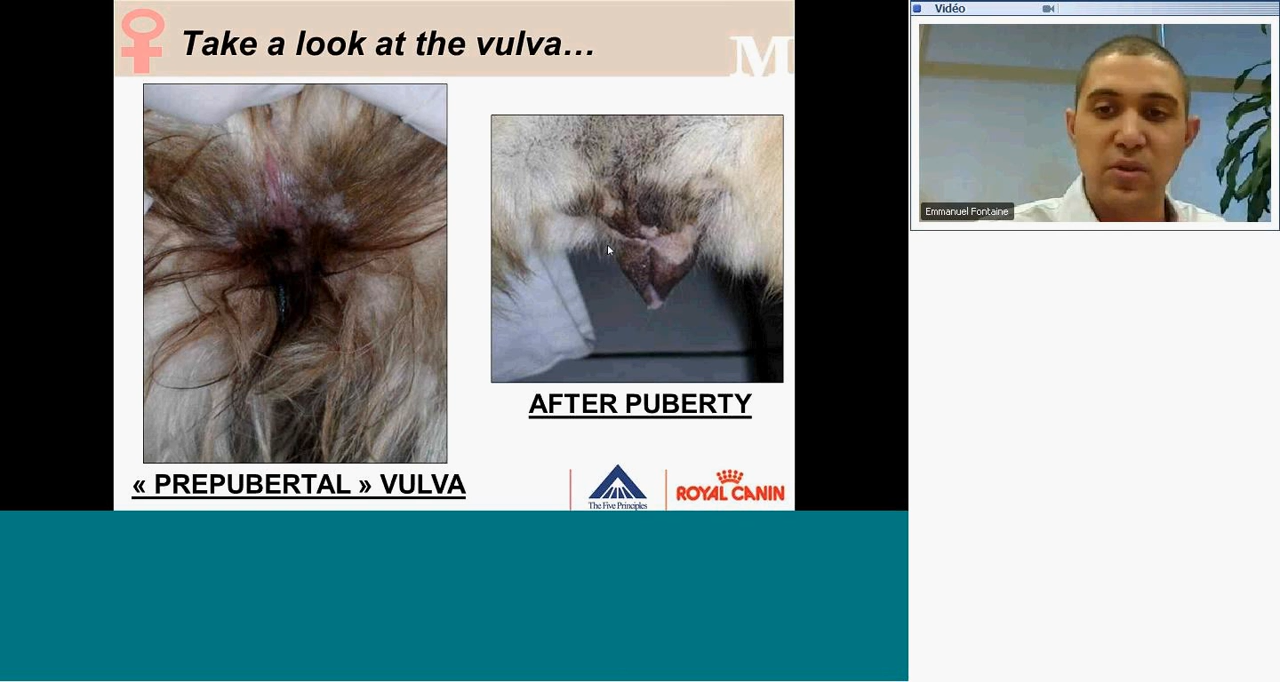 Take a look at the vulva…
M
« PREPUBERTAL » VULVA
AFTER PUBERTY
The Five Principles
ROYAL CANIN
Vidéo
Emmanuel Fontaine